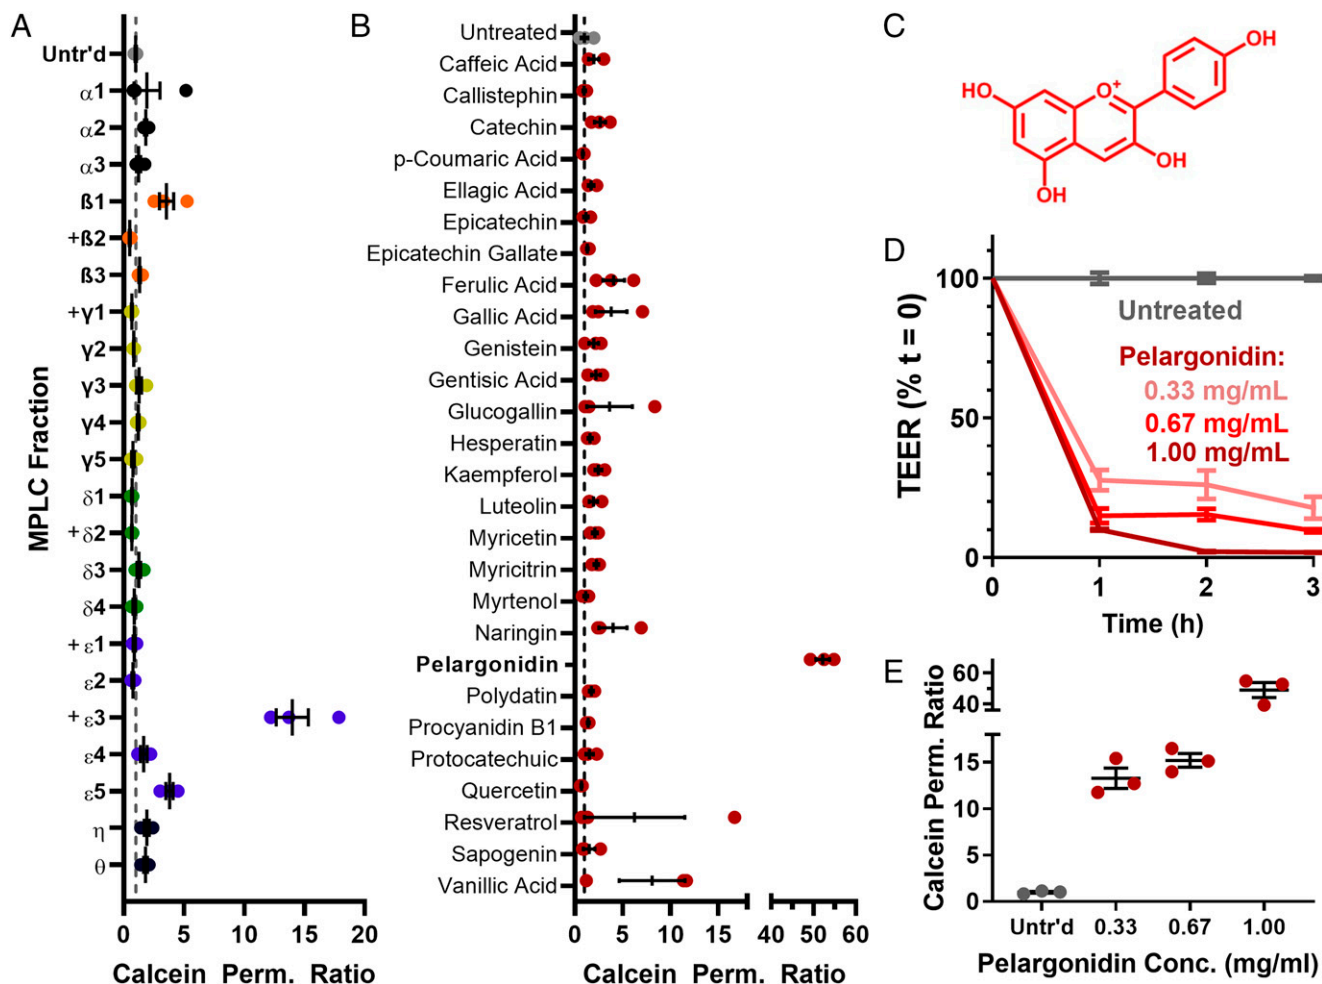 A
MPLC Fraction
Untr'd
α1
α2
α3
ß1
+ß2
ß3
+γ1
γ2
γ3
γ4
γ5
δ1
+δ2
δ3
δ4
+ε1
ε2
+ε3
ε4
ε5
η
θ
0 5 10 15 20
Calcein Perm. Ratio
B
Untreated
Caffeic Acid
Callistephin
Catechin
p-Coumaric Acid
Ellagic Acid
Epicatechin
Epicatechin Gallate
Ferulic Acid
Gallic Acid
Genistein
Gentisic Acid
Glucogallin
Hesperatin
Kaempferol
Luteolin
Myricetin
Myricitrin
Myrtenol
Naringin
Pelargonidin
Polydatin
Procyanidin B1
Protocatechuic
Quercetin
Resveratrol
Sapogenin
Vanillic Acid
0 5 10 15 40 50 60
Calcein Perm. Ratio
C
OH
HO
O+
OH
OH
D
TEER (% t = 0)
100
50
0
Untreated
Pelargonidin:
0.33 mg/mL
0.67 mg/mL
1.00 mg/mL
0 1 2 3
Time (h)
E
Calcein Perm. Ratio
60
40
15
10
5
0
Untr'd 0.33 0.67 1.00
Pelargonidin Conc. (mg/ml)